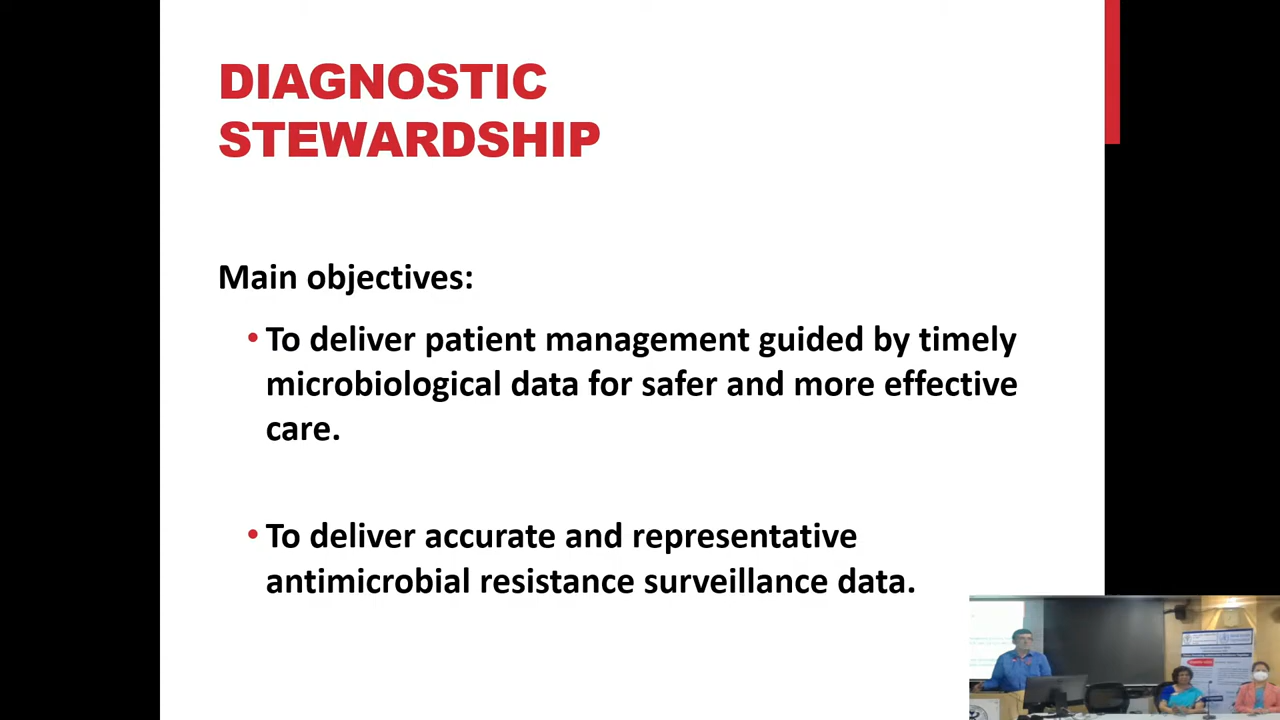 DIAGNOSTIC
STEWARDSHIP
Main objectives:
• To deliver patient management guided by timely
microbiological data for safer and more effective
care.
• To deliver accurate and representative
antimicrobial resistance surveillance data.